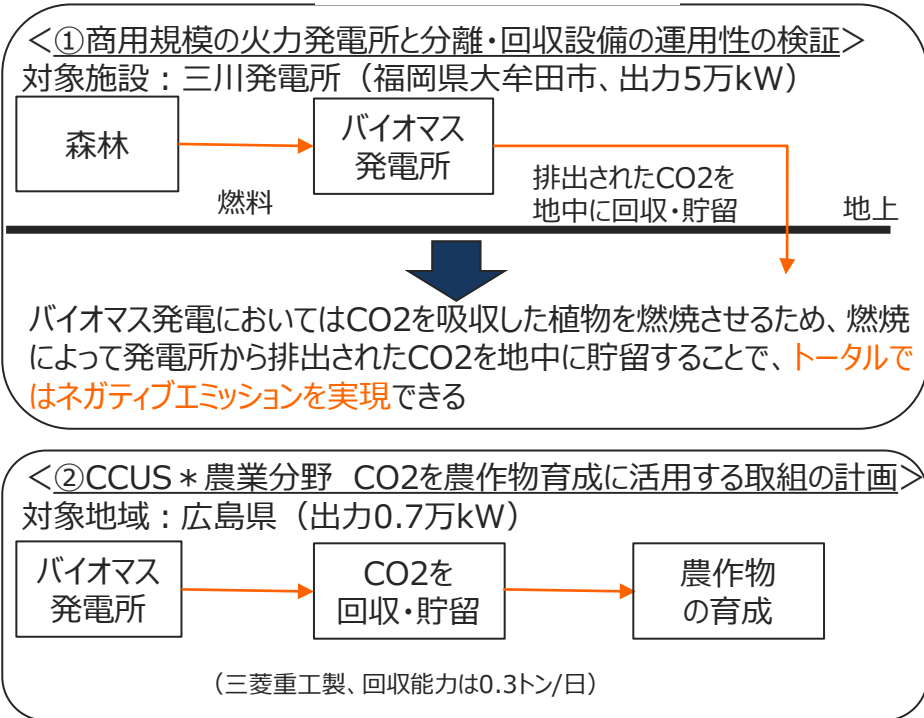 <①商用規模の火力発電所と分離・回収設備の運用性の検証>
対象施設：三川発電所（福岡県大牟田市、出力5万kW）
森林
バイオマス
発電所
燃料
排出されたCO2を
地中に回収・貯留
地上
バイオマス発電においてはCO2を吸収した植物を燃焼させるため、燃焼
によって発電所から排出されたCO2を地中に貯留することで、トータルで
はネガティブエミッションを実現できる
<②CCUS＊農業分野　CO2を農作物育成に活用する取組の計画>
対象地域：広島県（出力0.7万kW）
バイオマス
発電所
CO2を
回収・貯留
農作物
の育成
（三菱重工製、回収能力は0.3トン/日）